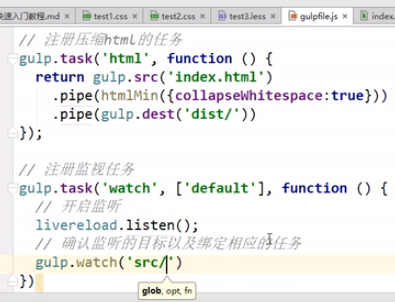 快速入门教程.md test1.css test2.css test3.less gulpfile.js index.
// 注册压缩html的任务
gulp.task('html', function () {
return gulp.src('index.html')
.pipe(htmlMin({collapseWhitespace:true}))
.pipe(gulp.dest('dist/'))
});
// 注册监视任务
gulp.task('watch', ['default'], function () {
// 开启监听
livereload.listen();
// 确认监听的目标以及绑定相应的任务
gulp.watch('src/')
})
glob, opt, fn